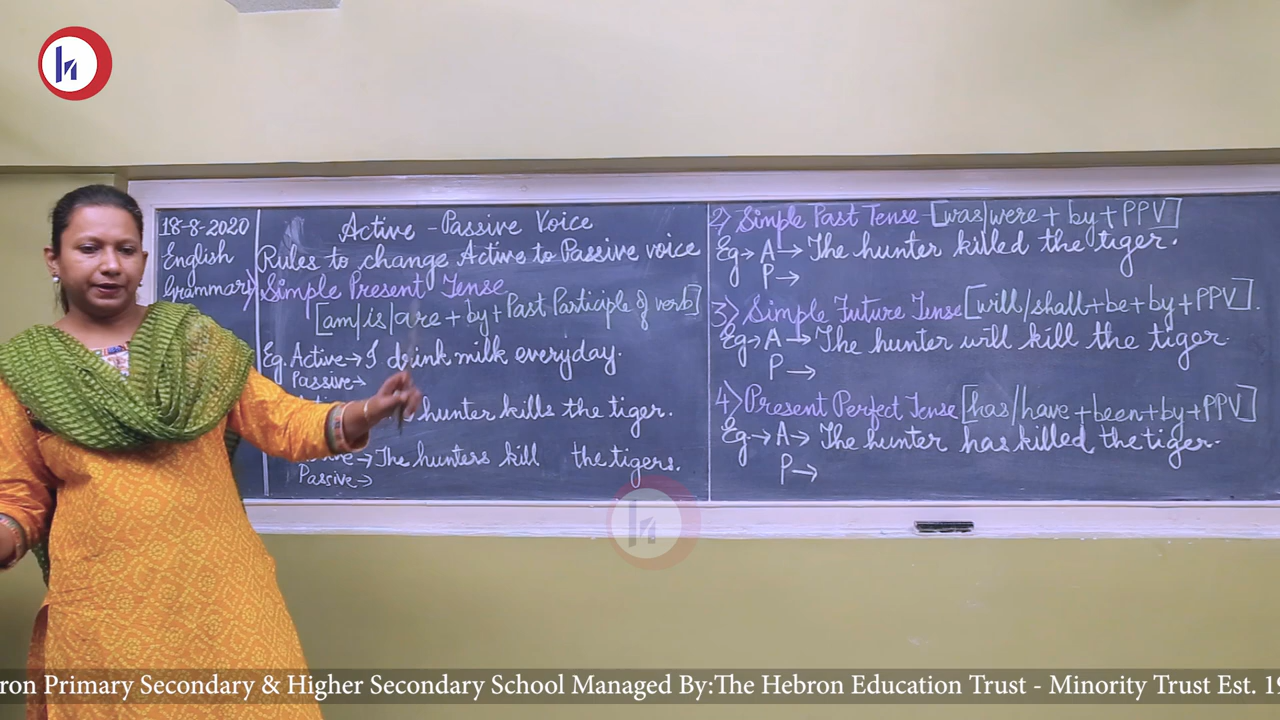 18-8-2020
English
Grammar
Active - Passive Voice
Rules to change Active to Passive voice
1) Simple Present Tense
[am/is/are + by + Past Participle of verb]
Eg. Active → I drink milk everyday.
Passive →
hunter kills the tiger.
→ The hunters kill the tigers.
Passive →
2) Simple Past Tense - [was/were + by + PPV]
Eg → A → The hunter killed the tiger.
P →
3) Simple Future Tense [will/shall + be + by + PPV].
Eg → A → The hunter will kill the tiger.
P →
4) Present Perfect Tense [has/have + been + by + PPV]
Eg. → A → The hunter has killed the tiger.
P →
ron Primary Secondary & Higher Secondary School Managed By:The Hebron Education Trust - Minority Trust Est. 19